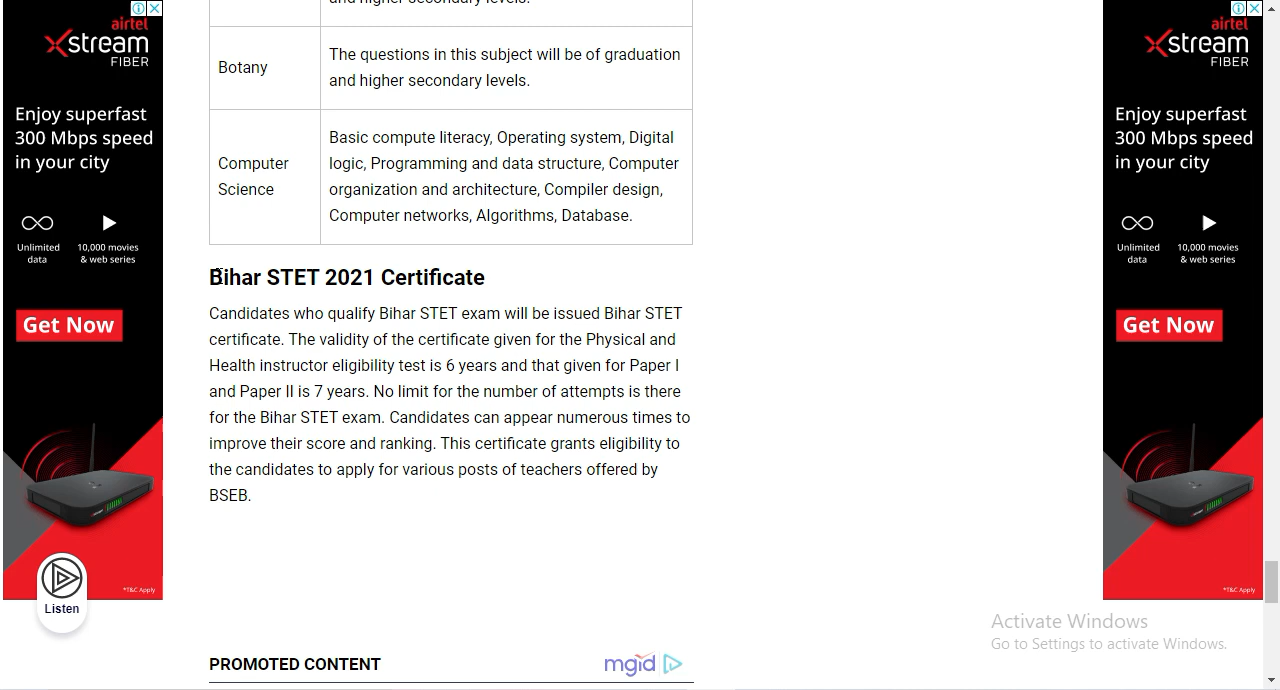 airtel
Xstream
FIBER
Enjoy superfast
300 Mbps speed
in your city
Unlimited
data
10,000 movies
& web series
Get Now
*T&C Apply
Listen
and higher secondary levels.
Botany
The questions in this subject will be of graduation
and higher secondary levels.
Computer
Science
Basic compute literacy, Operating system, Digital
logic, Programming and data structure, Computer
organization and architecture, Compiler design,
Computer networks, Algorithms, Database.
Bihar STET 2021 Certificate
Candidates who qualify Bihar STET exam will be issued Bihar STET
certificate. The validity of the certificate given for the Physical and
Health instructor eligibility test is 6 years and that given for Paper I
and Paper II is 7 years. No limit for the number of attempts is there
for the Bihar STET exam. Candidates can appear numerous times to
improve their score and ranking. This certificate grants eligibility to
the candidates to apply for various posts of teachers offered by
BSEB.
PROMOTED CONTENT
mgid
airtel
Xstream
FIBER
Enjoy superfast
300 Mbps speed
in your city
Unlimited
data
10,000 movies
& web series
Get Now
*T&C Apply
Activate Windows
Go to Settings to activate Windows.